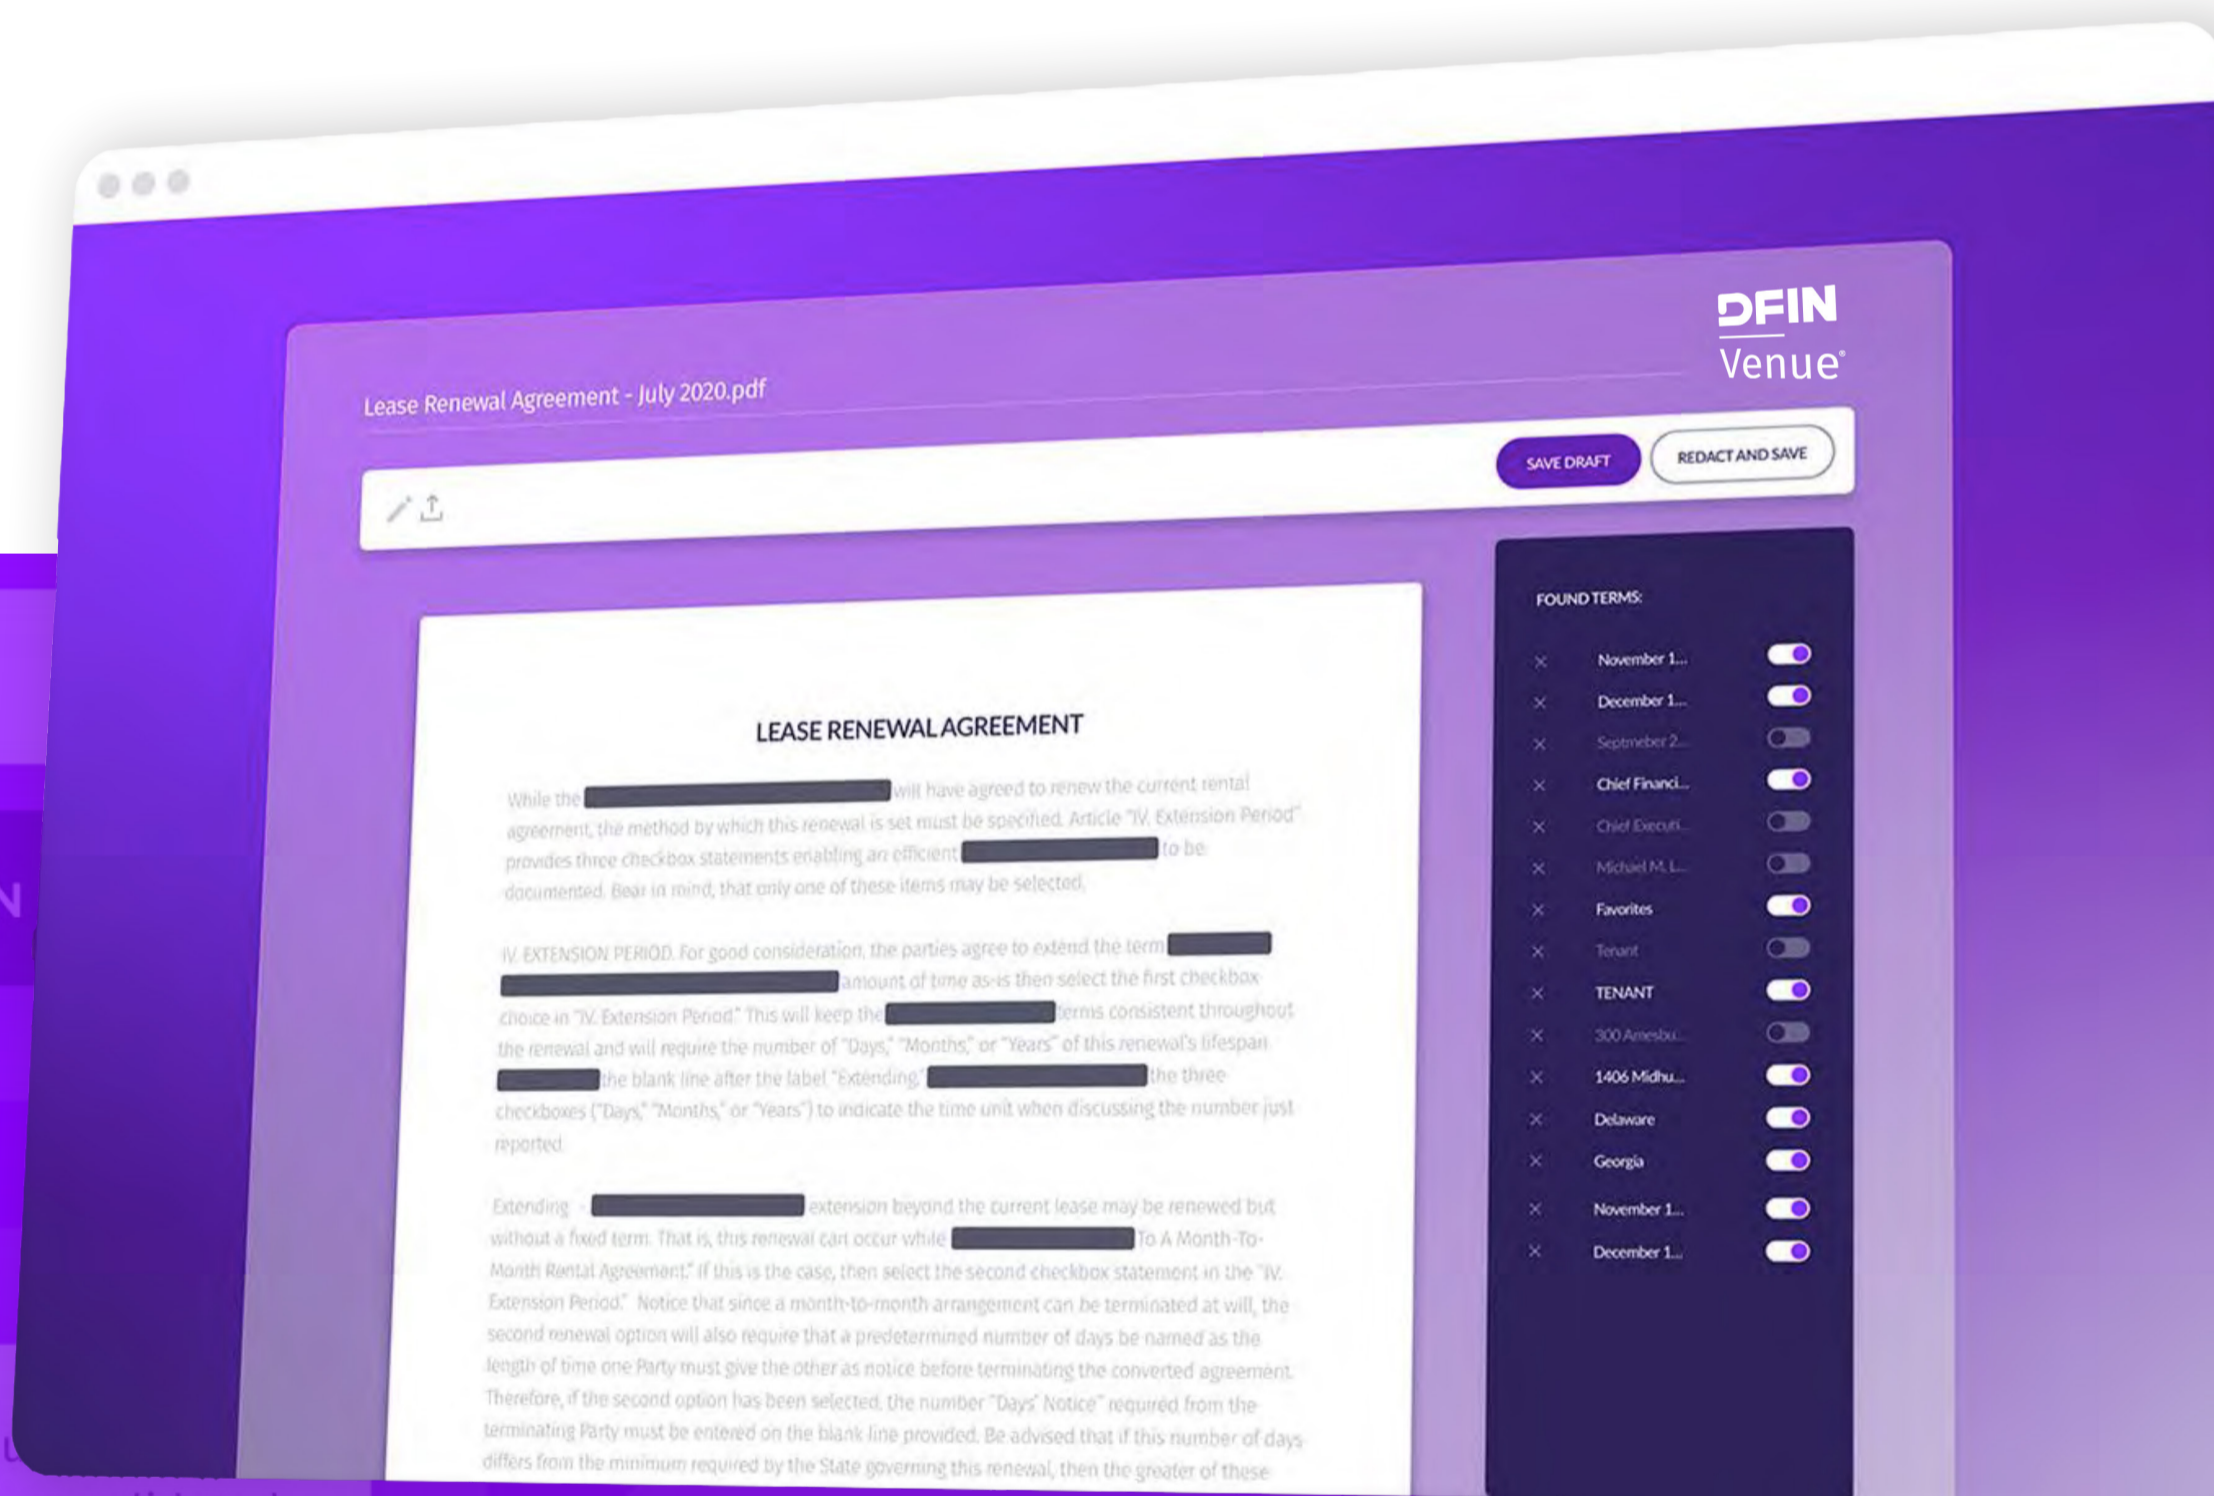 DFIN
Venue®
Lease Renewal Agreement - July 2020.pdf
SAVE DRAFT
REDACT AND SAVE
LEASE RENEWAL AGREEMENT
While the will have agreed to renew the current rental
agreement, the method by which this renewal is set must be specified. Article "IV. Extension Period"
provides three checkbox statements enabling an efficient to be
documented. Bear in mind, that only one of these items may be selected.
IV. EXTENSION PERIOD. For good consideration, the parties agree to extend the term
amount of time as-is then select the first checkbox
choice in "IV. Extension Period." This will keep the terms consistent throughout
the renewal and will require the number of "Days," "Months," or "Years" of this renewal's lifespan
the blank line after the label "Extending." the three
checkboxes ("Days," "Months," or "Years") to indicate the time unit when discussing the number just
reported.
Extending - extension beyond the current lease may be renewed but
without a fixed term. That is, this renewal can occur while To A Month-To-
Month Rental Agreement." If this is the case, then select the second checkbox statement in the "IV.
Extension Period." Notice that since a month-to-month arrangement can be terminated at will, the
second renewal option will also require that a predetermined number of days be named as the
length of time one Party must give the other as notice before terminating the converted agreement.
Therefore, if the second option has been selected, the number "Days' Notice" required from the
terminating Party must be entered on the blank line provided. Be advised that if this number of days
differs from the minimum required by the State governing this renewal, then the greater of these
FOUND TERMS:
November 1...
December 1...
Septmeber 2...
Chief Financi...
Chief Executi...
Michael M. L...
Favorites
Tenant
TENANT
300 Amesbu...
1406 Midhu...
Delaware
Georgia
November 1...
December 1...
N